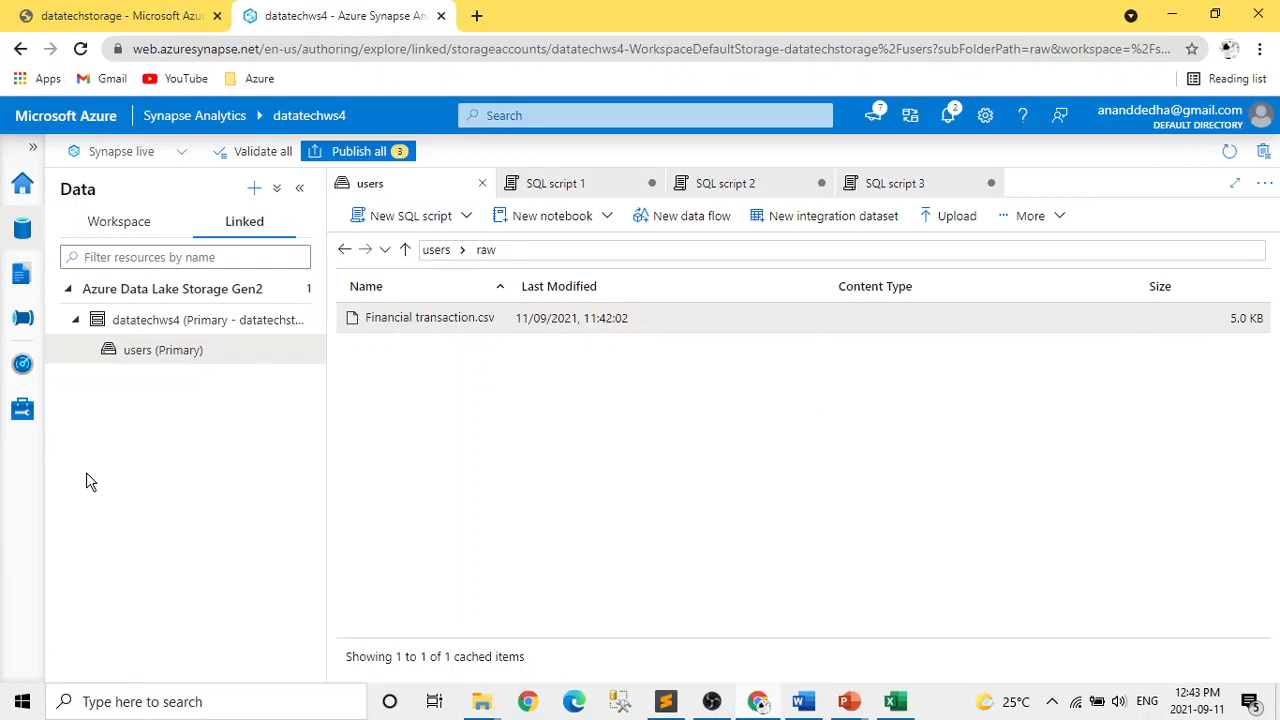 datatechstorage - Microsoft Azu
datatechws4 - Azure Synapse An
web.azuresynapse.net/en-us/authoring/explore/linked/storageaccounts/datatechws4-WorkspaceDefaultStorage-datatechstorage%2Fusers?subFolderPath=raw&workspace=%2Fs...
Apps
Gmail
YouTube
Azure
Reading list
Microsoft Azure
Synapse Analytics
datatechws4
Search
7
2
ananddedha@gmail.com
DEFAULT DIRECTORY
Synapse live
Validate all
Publish all 3
Data
users
SQL script 1
SQL script 2
SQL script 3
Workspace
Linked
New SQL script
New notebook
New data flow
New integration dataset
Upload
More
Filter resources by name
users > raw
Azure Data Lake Storage Gen2 1
Name
Last Modified
Content Type
Size
datatechws4 (Primary - datatechst...
Financial transaction.csv
11/09/2021, 11:42:02
5.0 KB
users (Primary)
Showing 1 to 1 of 1 cached items
Type here to search
25°C
ENG
12:43 PM
2021-09-11
5